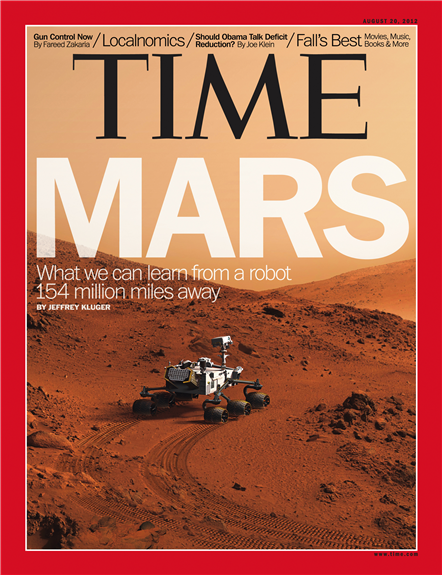 AUGUST 20, 2012
Gun Control Now
By Fareed Zakaria
Localnomics
Should Obama Talk Deficit
Reduction? By Joe Klein
Fall's Best
Movies, Music,
Books & More
TIME
MARS
What we can learn from a robot
154 million miles away
BY JEFFREY KLUGER
www.time.com